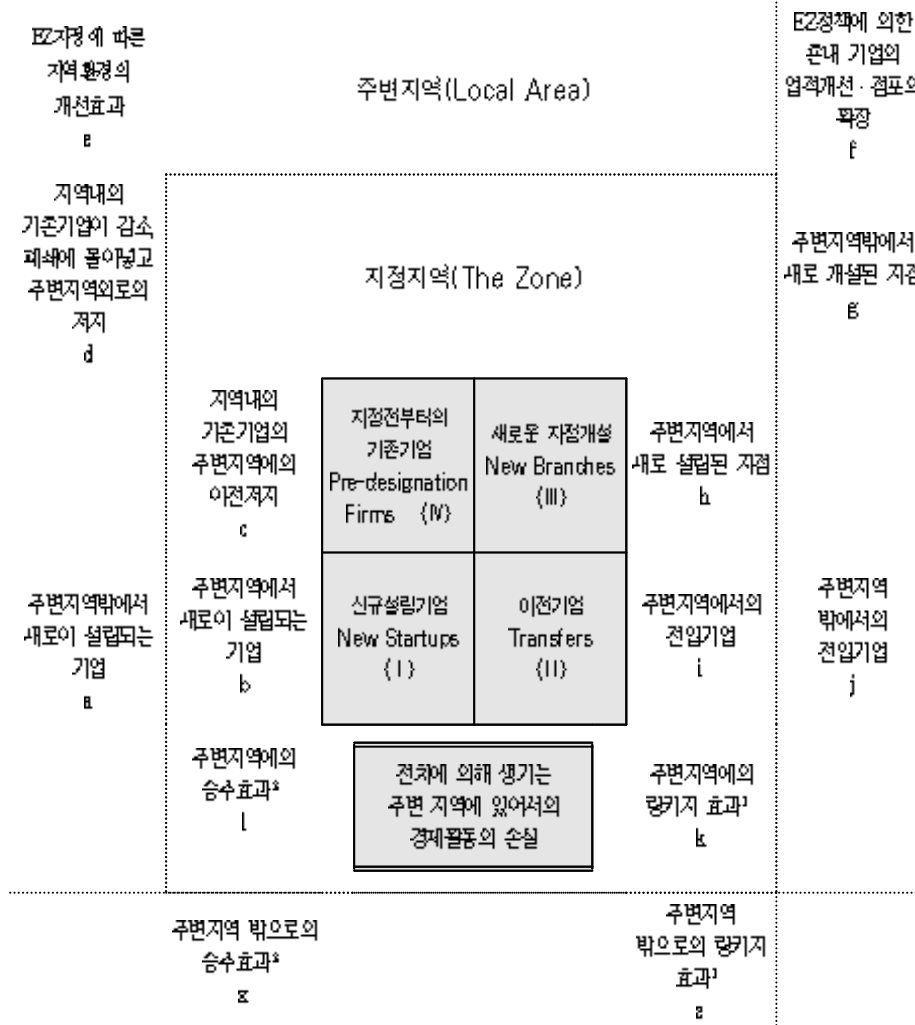 EZ지정에 따른
지역환경의
개선효과
e
주변지역(Local Area)
EZ정책에 의한
존내 기업의
업적개선·점포의
확장
f
지역내의
기존기업이 감소,
폐쇄에 몰아넣고
주변지역외로의
저지
d
지정지역(The Zone)
주변지역밖에서
새로 개설된 지점
g
지역내의
기존기업의
주변지역에의
이전저지
c
지정전부터의
기존기업
Pre-designation
Firms (Ⅳ)
새로운 지점개설
New Branches
(Ⅲ)
주변지역에서
새로 설립된 지점
h
주변지역밖에서
새로이 설립되는
기업
a
주변지역에서
새로이 설립되는
기업
b
신규설립기업
New Startups
(Ⅰ)
이전기업
Transfers
(Ⅱ)
주변지역에서의
전입기업
i
주변지역
밖에서의
전입기업
j
주변지역에의
승수효과²
l
전치에 의해 생기는
주변 지역에 있어서의
경제활동의 손실
주변지역에의
링키지 효과¹
k
주변지역 밖으로의
승수효과²
x
주변지역
밖으로의 링키지
효과¹